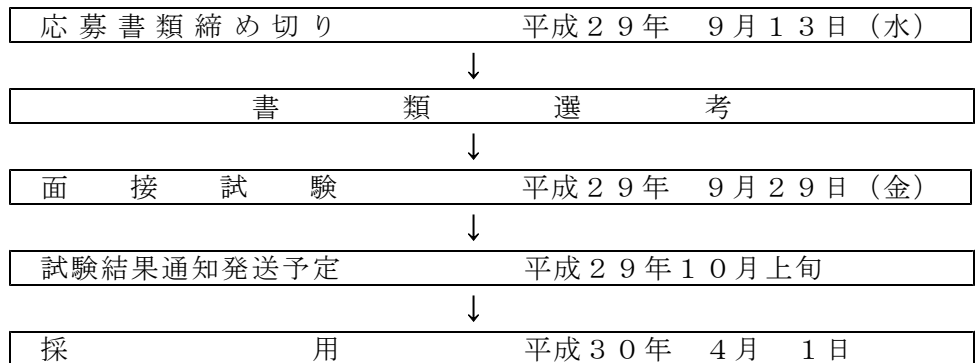 応募書類締め切り　平成２９年　９月１３日（水）
↓
書類選考
↓
面接試験　平成２９年　９月２９日（金）
↓
試験結果通知発送予定　平成２９年１０月上旬
↓
採用　平成３０年　４月　１日